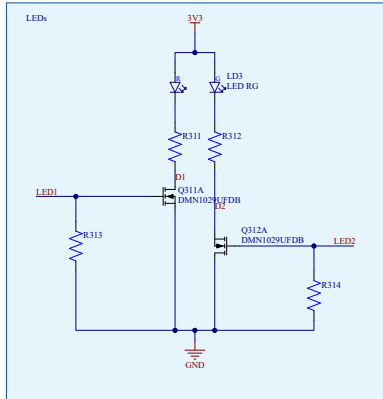 LEDs
3V3
R
G
LD3
LED RG
R311
R312
D1
LED1
Q311A
DMN1029UFDB
D2
Q312A
DMN1029UFDB
LED2
R313
R314
GND